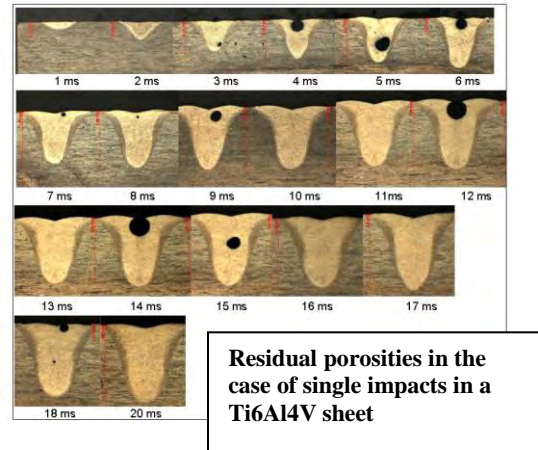 1 ms 2 ms 3 ms 4 ms 5 ms 6 ms
7 ms 8 ms 9 ms 10 ms 11ms 12 ms
13 ms 14 ms 15 ms 16 ms 17 ms
18 ms 20 ms
Residual porosities in the
case of single impacts in a
Ti6Al4V sheet